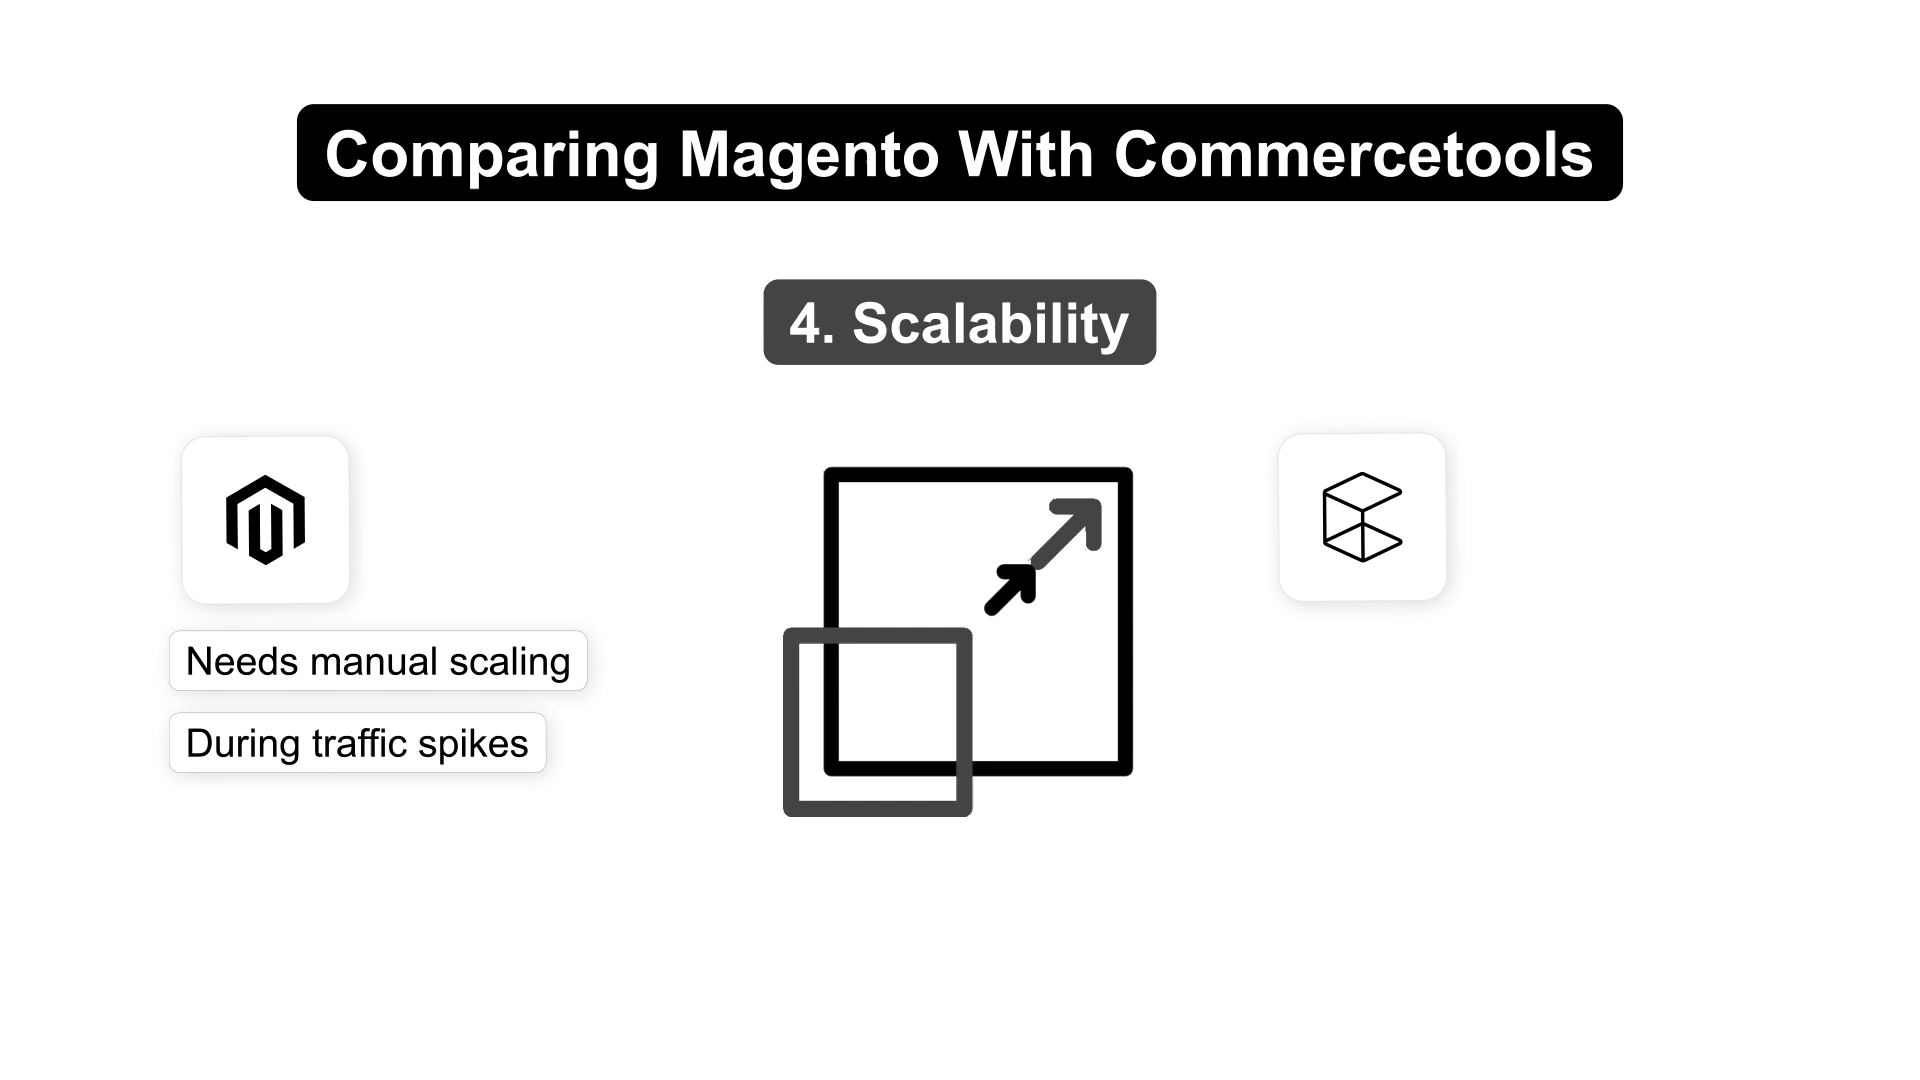 Comparing Magento With Commercetools
4. Scalability
Needs manual scaling
During traffic spikes